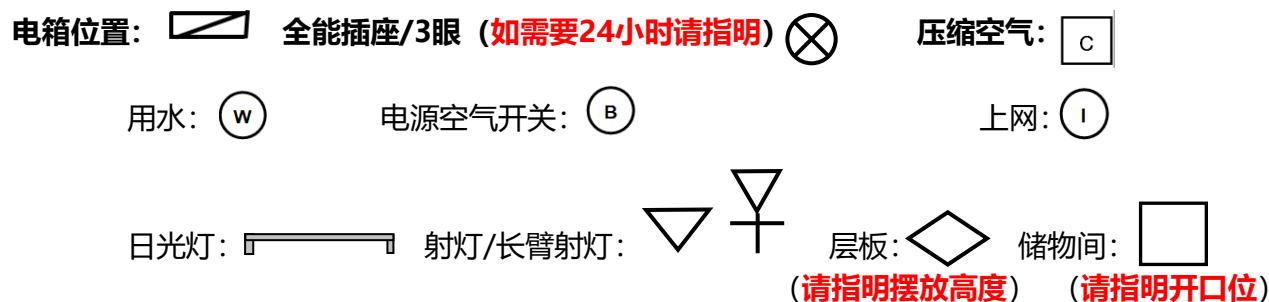 电箱位置： 全能插座/3眼（如需要24小时请指明） 压缩空气： C
用水： W 电源空气开关： B 上网： I
日光灯： 射灯/长臂射灯： 层板： 储物间：
（请指明摆放高度） （请指明开口位）